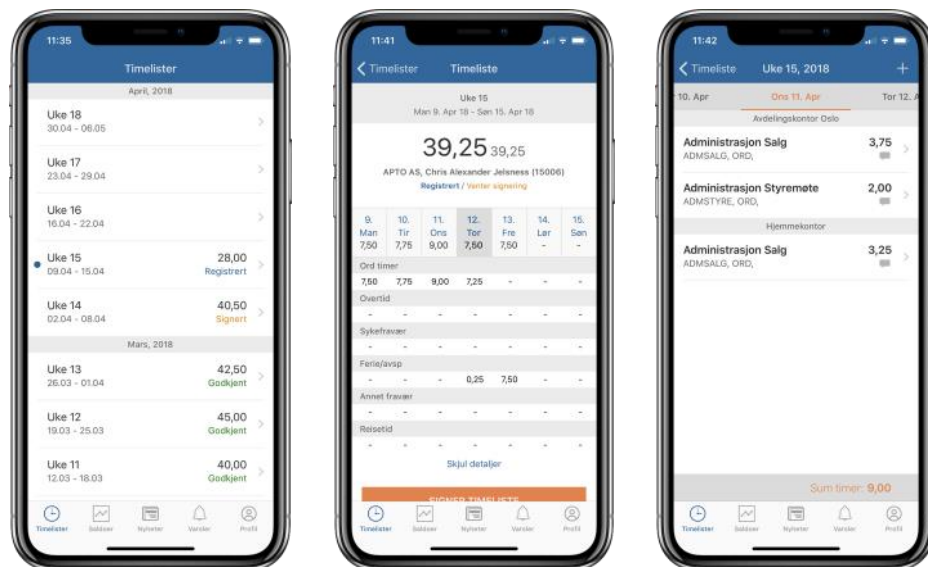 11:35
Timelister
April, 2018
Uke 18
30.04 - 06.05
Uke 17
23.04 - 29.04
Uke 16
16.04 - 22.04
Uke 15 28,00
09.04 - 15.04 Registrert
Uke 14 40,50
02.04 - 08.04 Signert
Mars, 2018
Uke 13 42,50
26.03 - 01.04 Godkjent
Uke 12 45,00
19.03 - 25.03 Godkjent
Uke 11 40,00
12.03 - 18.03 Godkjent
Timelister Saldoer Nyheter Varsler Profil
11:41
Timelister Timeliste
Uke 15
Man 9. Apr 18 - Søn 15. Apr 18
39,25 39,25
APTO AS, Chris Alexander Jelsness (15006)
Registrert / Venter signering
9. 10. 11. 12. 13. 14. 15.
Man Tir Ons Tor Fre Lør Søn
7,50 7,75 9,00 7,50 7,50 - -
Ord timer
7,50 7,75 9,00 7,25 - - -
Overtid
- - - - - - -
Sykefravær
- - - - - - -
Ferie/avsp
- - - 0,25 7,50 - -
Annet fravær
- - - - - - -
Reisetid
- - - - - - -
Skjul detaljer
SIGNER TIMELISTE
Timelister Saldoer Nyheter Varsler Profil
11:42
Timeliste Uke 15, 2018 +
10. Apr Ons 11. Apr Tor 12. A
Avdelingskontor Oslo
Administrasjon Salg 3,75
ADMSALG, ORD,
Administrasjon Styremøte 2,00
ADMSTYRE, ORD,
Hjemmekontor
Administrasjon Salg 3,25
ADMSALG, ORD,
Sum timer: 9,00
Timelister Saldoer Nyheter Varsler Profil